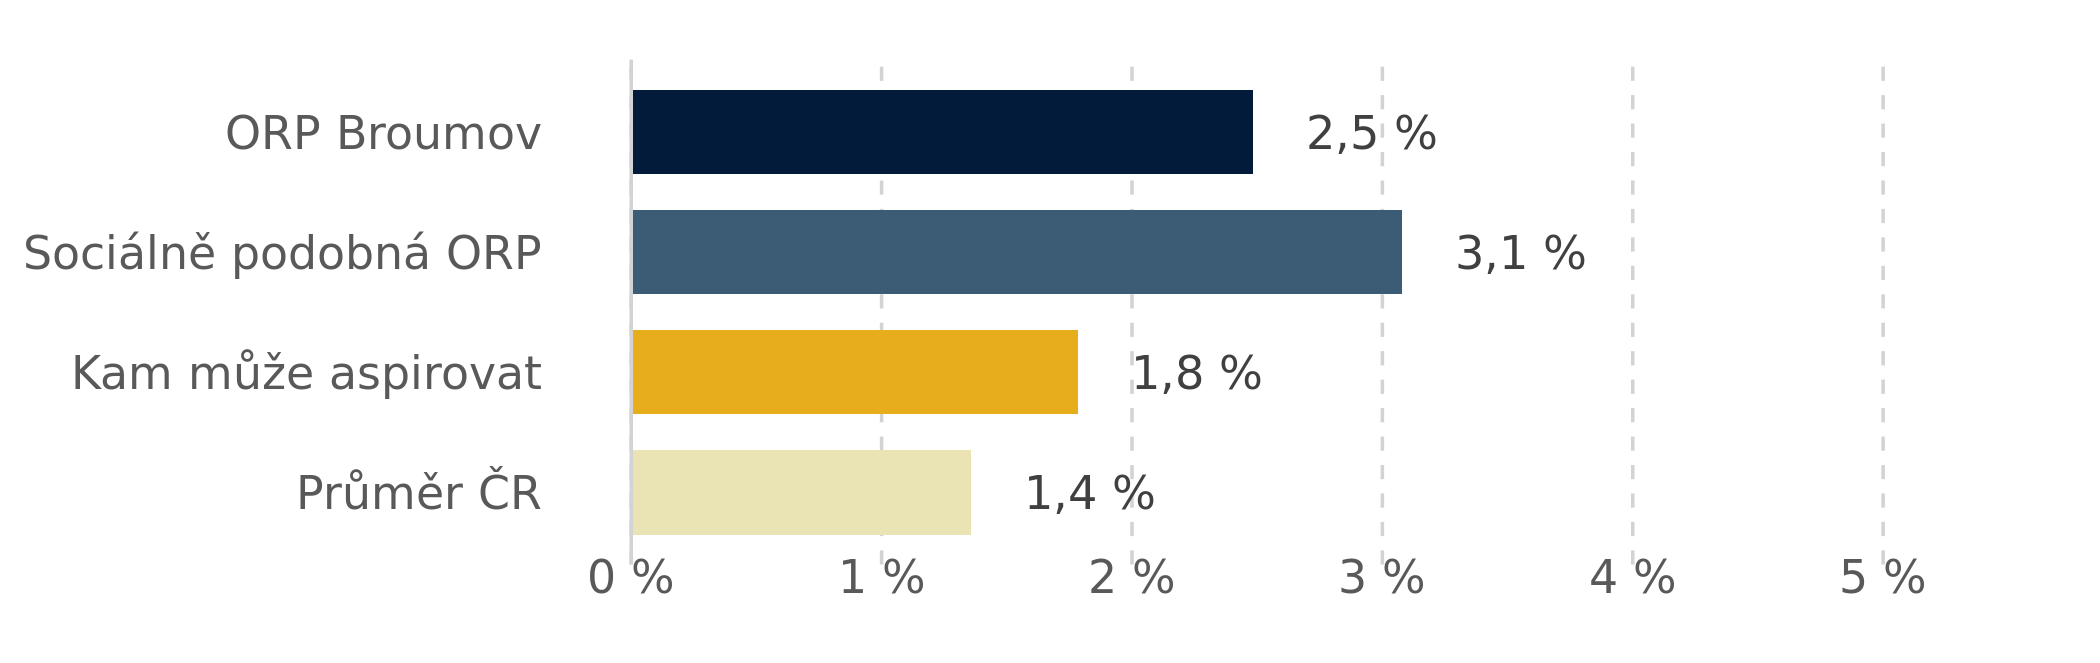 ORP Broumov 2,5 %
Sociálně podobná ORP 3,1 %
Kam může aspirovat 1,8 %
Průměr ČR 1,4 %
0 % 1 % 2 % 3 % 4 % 5 %